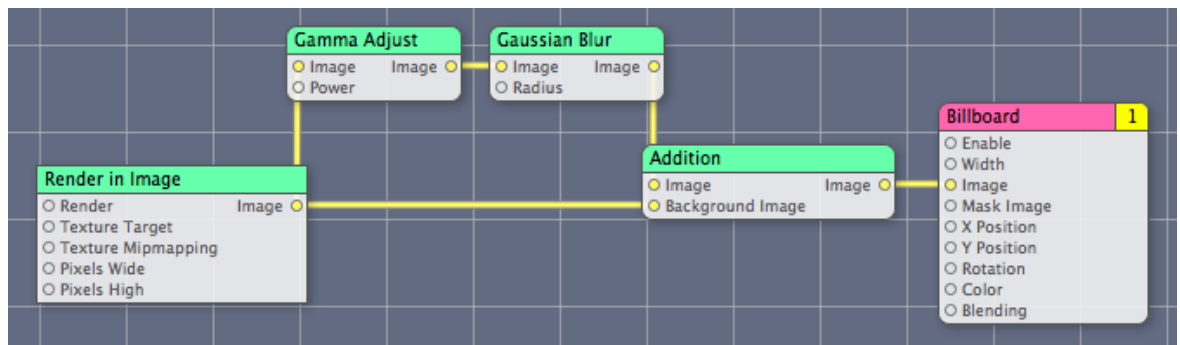 Gamma Adjust
Image Image
Power
Gaussian Blur
Image Image
Radius
Render in Image
Render Image
Texture Target
Texture Mipmapping
Pixels Wide
Pixels High
Addition
Image Image
Background Image
Billboard 1
Enable
Width
Image
Mask Image
X Position
Y Position
Rotation
Color
Blending